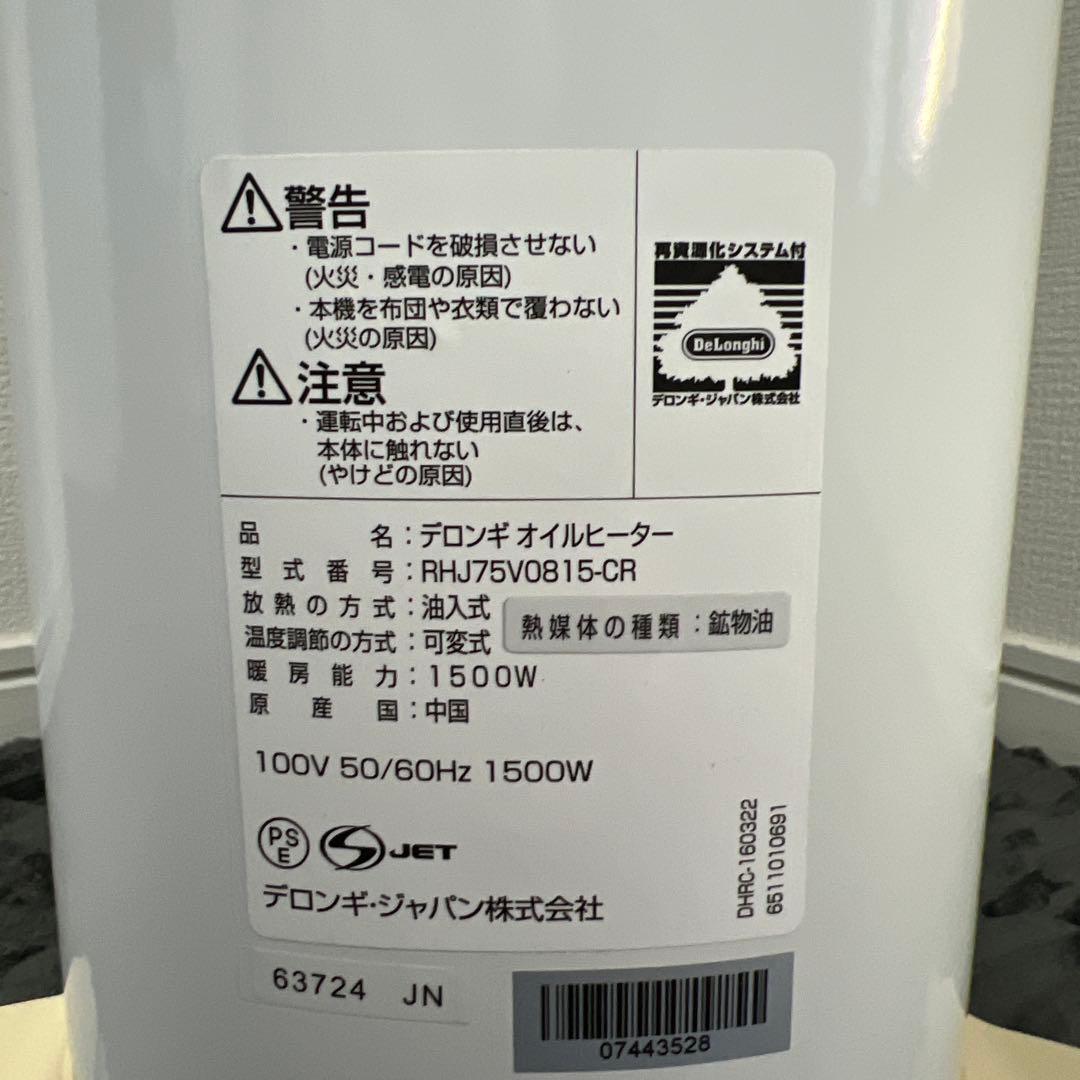 警告
・電源コードを破損させない
(火災・感電の原因)
・本機を布団や衣類で覆わない
(火災の原因)
注意
・運転中および使用直後は、
本体に触れない
(やけどの原因)
再資源化システム付
DeLonghi
デロンギ・ジャパン株式会社
品名：デロンギ オイルヒーター
型式番号：RHJ75V0815-CR
放熱の方式：油入式
熱媒体の種類：鉱物油
温度調節の方式：可変式
暖房能力：1500W
原産国：中国
100V 50/60Hz 1500W
PS
E
JET
デロンギ・ジャパン株式会社
DHRC-160322
6511010691
63724 JN
07443528